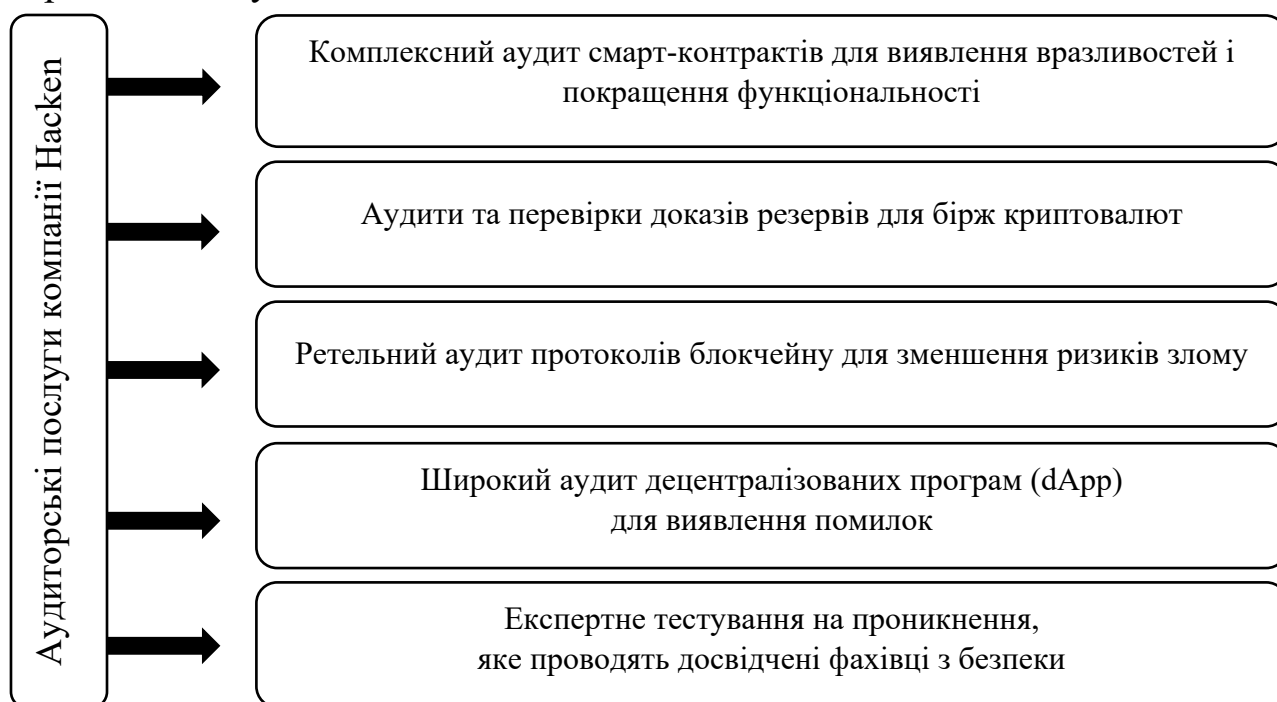 Аудиторські послуги компанії Hacken
Комплексний аудит смарт-контрактів для виявлення вразливостей і
покращення функціональності
Аудити та перевірки доказів резервів для бірж криптовалют
Ретельний аудит протоколів блокчейну для зменшення ризиків злому
Широкий аудит децентралізованих програм (dApp)
для виявлення помилок
Експертне тестування на проникнення,
яке проводять досвідчені фахівці з безпеки